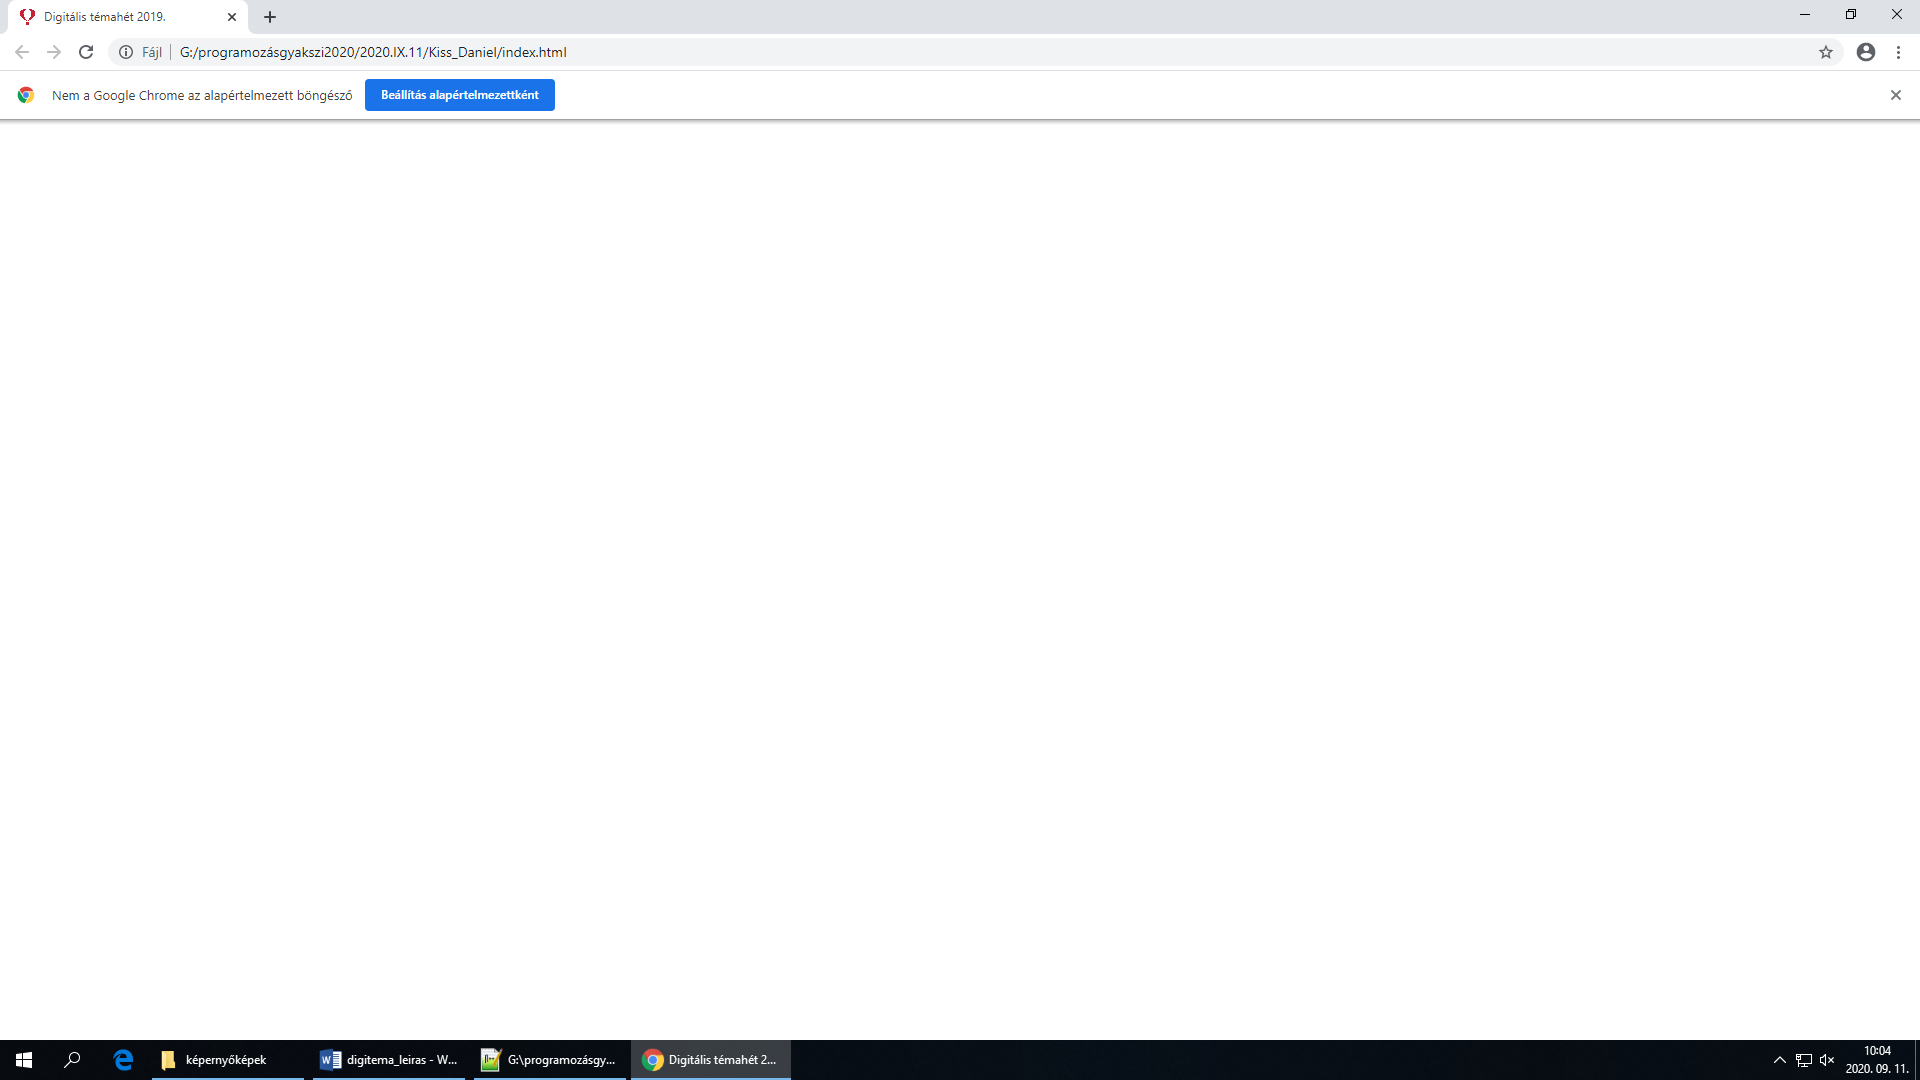 Digitális témahét 2019.
Fájl
G:/programozásgyakszi2020/2020.IX.11/Kiss_Daniel/index.html
Nem a Google Chrome az alapértelmezett böngésző
Beállítás alapértelmezettként
képernyőképek
digitema_leiras - W...
G:\programozásgy...
Digitális témahét 2...
10:04
2020. 09. 11.